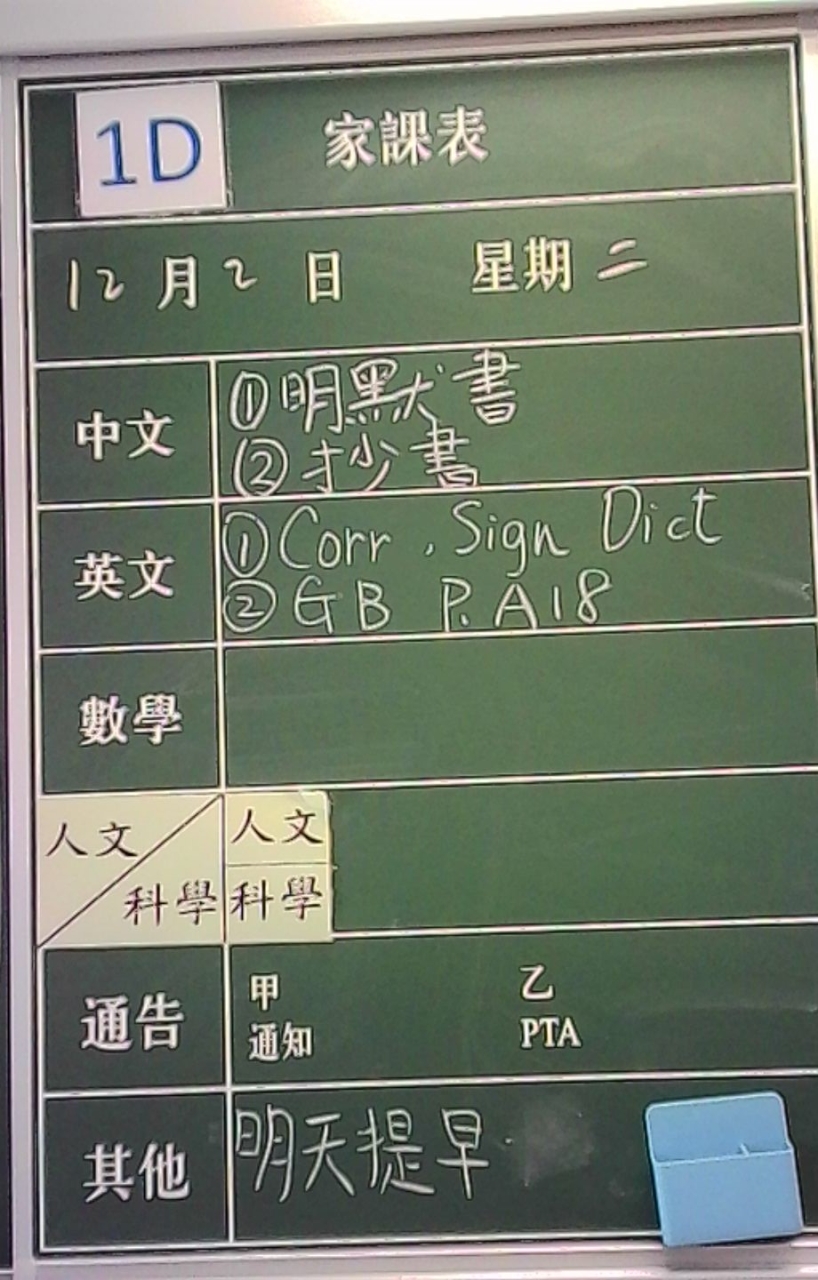 1D 家課表
12月2日 星期二
中文
①明默書
②抄書
英文
①Corr , Sign Dict
②GB P.A18
數學
人文 人文
科學 科學
通告
甲 乙
通知 PTA
其他 明天提早